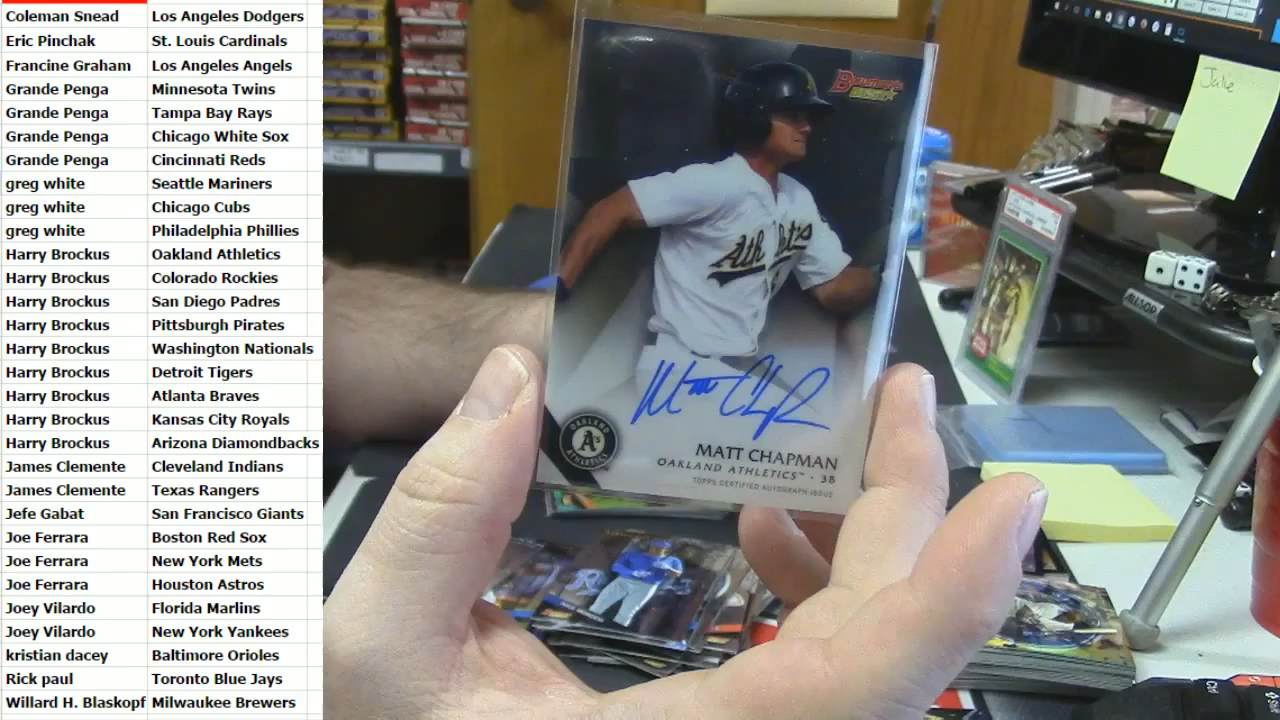 Coleman Snead Los Angeles Dodgers
Eric Pinchak St. Louis Cardinals
Francine Graham Los Angeles Angels
Grande Penga Minnesota Twins
Grande Penga Tampa Bay Rays
Grande Penga Chicago White Sox
Grande Penga Cincinnati Reds
greg white Seattle Mariners
greg white Chicago Cubs
greg white Philadelphia Phillies
Harry Brockus Oakland Athletics
Harry Brockus Colorado Rockies
Harry Brockus San Diego Padres
Harry Brockus Pittsburgh Pirates
Harry Brockus Washington Nationals
Harry Brockus Detroit Tigers
Harry Brockus Atlanta Braves
Harry Brockus Kansas City Royals
Harry Brockus Arizona Diamondbacks
James Clemente Cleveland Indians
James Clemente Texas Rangers
Jefe Gabat San Francisco Giants
Joe Ferrara Boston Red Sox
Joe Ferrara New York Mets
Joe Ferrara Houston Astros
Joey Vilardo Florida Marlins
Joey Vilardo New York Yankees
kristian dacey Baltimore Orioles
Rick paul Toronto Blue Jays
Willard H. Blaskopf Milwaukee Brewers
Bowman's
Best
Athletics
Matt Chapman
OAKLAND
A's
ATHLETICS
MATT CHAPMAN
OAKLAND ATHLETICS™ · 3B
TOPPS CERTIFIED AUTOGRAPH ISSUE
Julie
ALLSOP